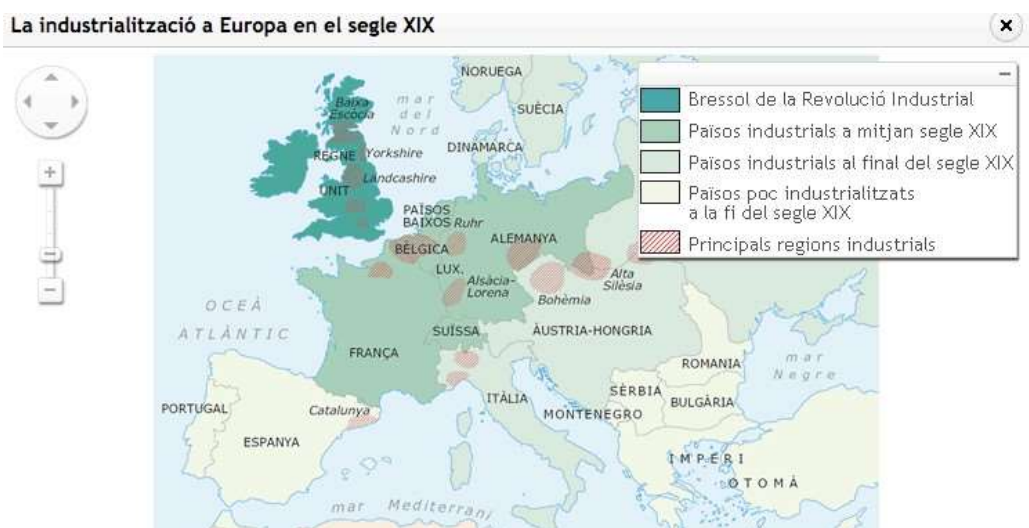 La industrialització a Europa en el segle XIX
Bressol de la Revolució Industrial
Països industrials a mitjan segle XIX
Països industrials al final del segle XIX
Països poc industrialitzats
a la fi del segle XIX
Principals regions industrials
NORUEGA
SUÈCIA
mar
del
Nord
Baixa
Escòcia
DINAMARCA
REGNE
UNIT
Yorkshire
Landcashire
PAÏSOS
BAIXOS
Ruhr
BÈLGICA
ALEMANYA
LUX.
Alsàcia-
Lorena
Bohèmia
Alta
Silèsia
OCEÀ
ATLÀNTIC
SUÏSSA
ÀUSTRIA-HONGRIA
FRANÇA
ROMANIA
mar
Negre
SÈRBIA
BULGÀRIA
ITÀLIA
MONTENEGRO
PORTUGAL
Catalunya
ESPANYA
IMPERI
OTOMÀ
mar Mediterrani